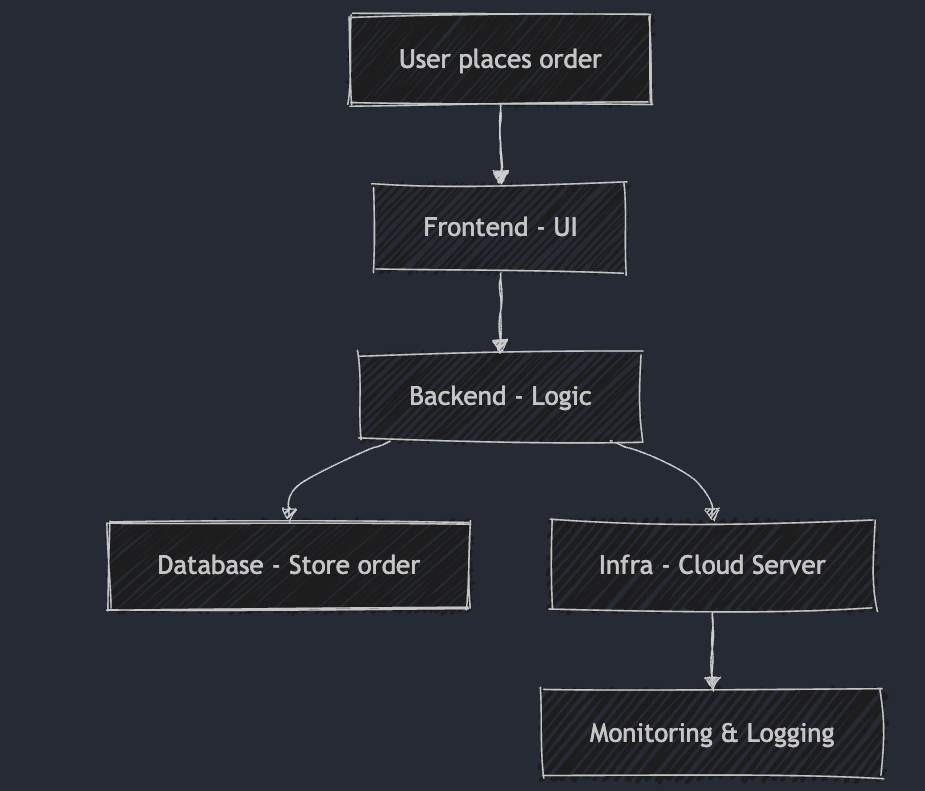 User places order
Frontend - UI
Backend - Logic
Database - Store order
Infra - Cloud Server
Monitoring & Logging